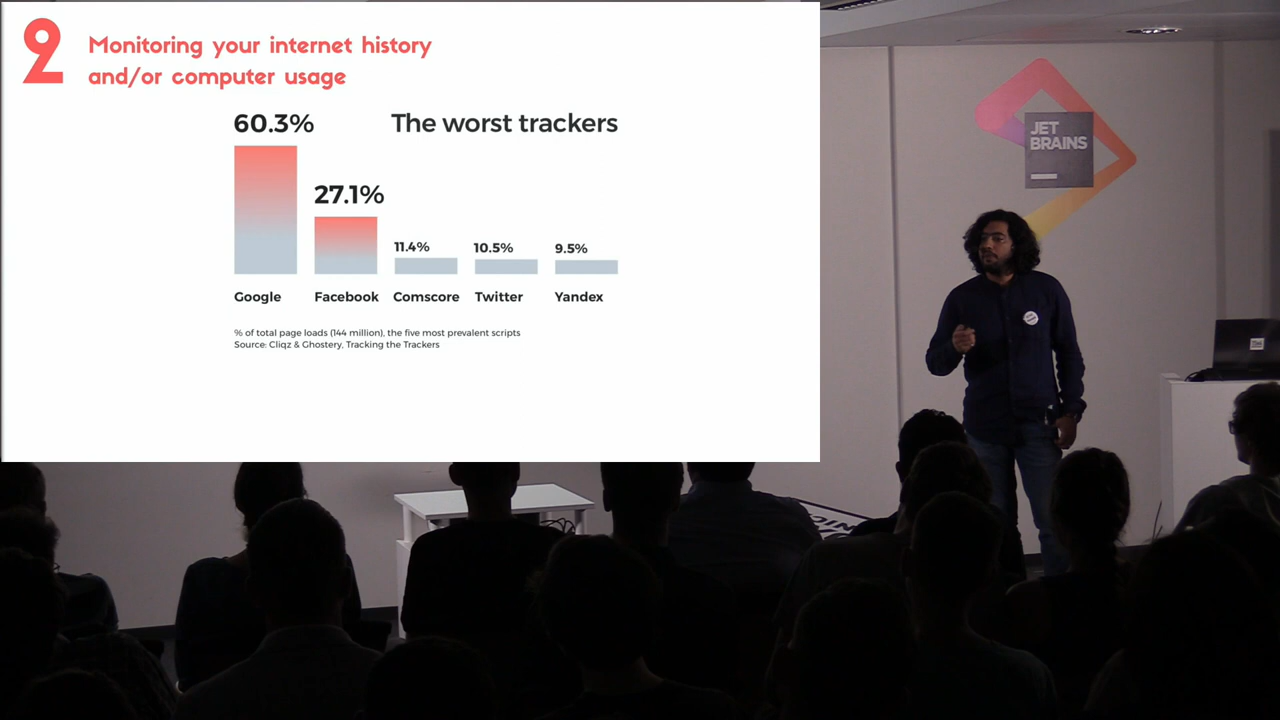 2
Monitoring your internet history
and/or computer usage
The worst trackers
60.3%
27.1%
11.4%
10.5%
9.5%
Google
Facebook
Comscore
Twitter
Yandex
% of total page loads (144 million), the five most prevalent scripts
Source: Cliqz & Ghostery, Tracking the Trackers
JET
BRAINS